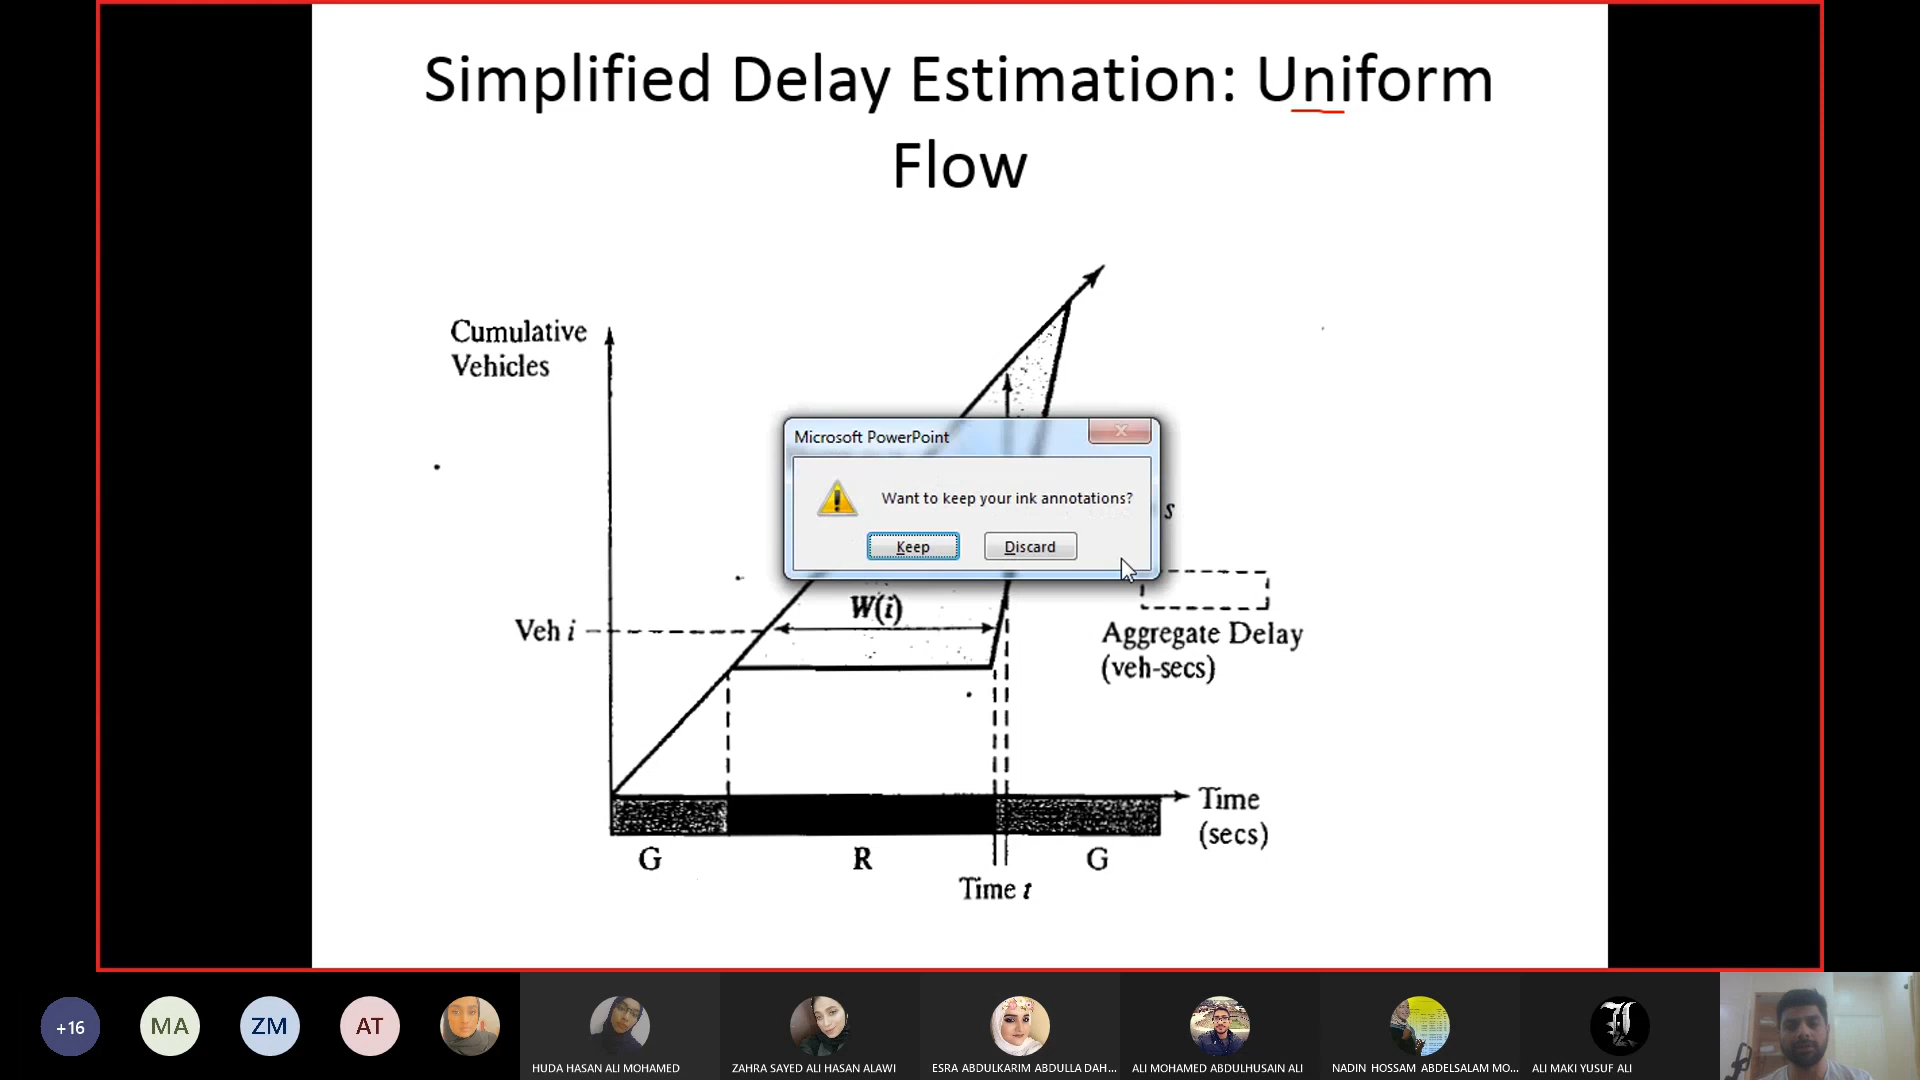 Simplified Delay Estimation: Uniform
Flow
Cumulative
Vehicles
Microsoft PowerPoint
Want to keep your ink annotations?
Keep
Discard
s
W(i)
Veh i
Aggregate Delay
(veh-secs)
Time
(secs)
G
R
G
Time t
+16
MA
ZM
AT
HUDA HASAN ALI MOHAMED
ZAHRA SAYED ALI HASAN ALAWI
ESRA ABDULKARIM ABDULLA DAH...
ALI MOHAMED ABDULHUSAIN ALI
NADIN HOSSAM ABDELSALAM MO...
ALI MAKI YUSUF ALI